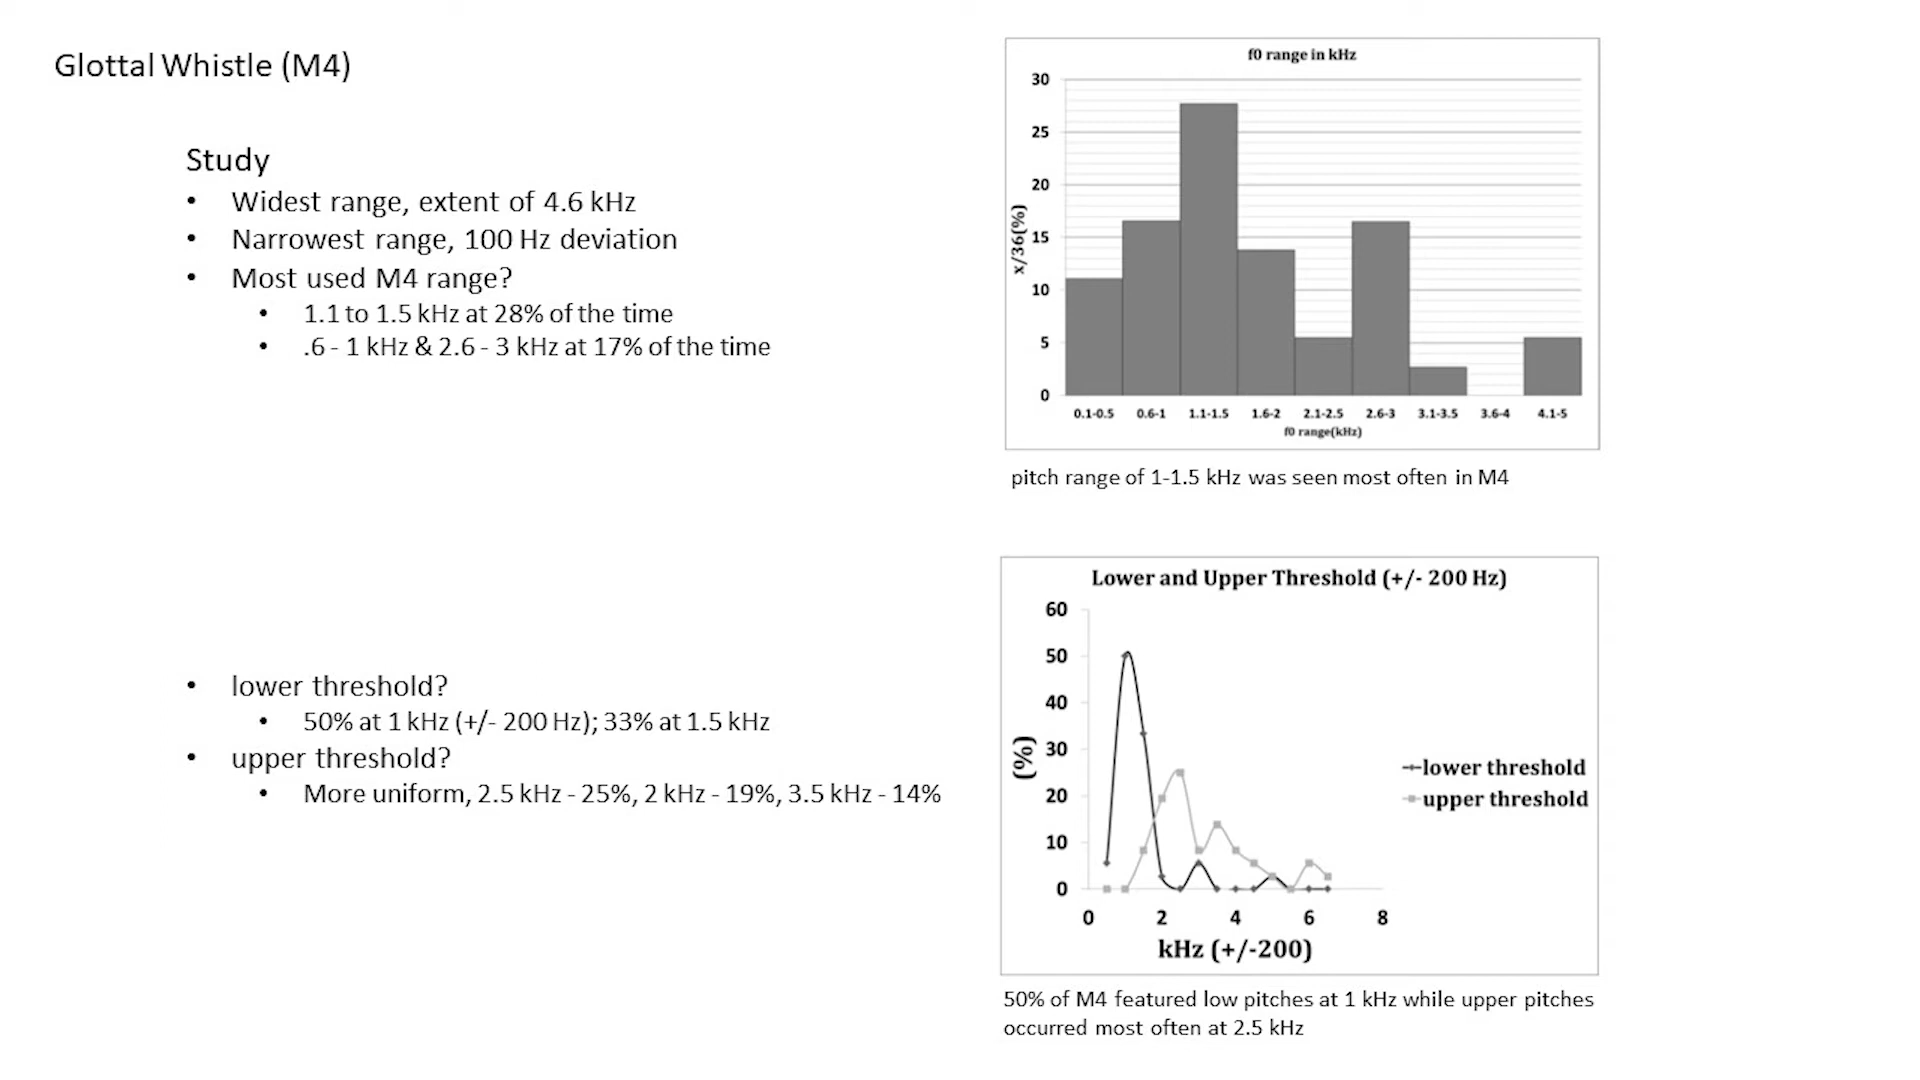 Glottal Whistle (M4)
Study
• Widest range, extent of 4.6 kHz
• Narrowest range, 100 Hz deviation
• Most used M4 range?
• 1.1 to 1.5 kHz at 28% of the time
• .6 - 1 kHz & 2.6 - 3 kHz at 17% of the time
• lower threshold?
• 50% at 1 kHz (+/- 200 Hz); 33% at 1.5 kHz
• upper threshold?
• More uniform, 2.5 kHz - 25%, 2 kHz - 19%, 3.5 kHz - 14%
f0 range in kHz
30
25
20
15
10
5
0
x/36(%)
0.1-0.5 0.6-1 1.1-1.5 1.6-2 2.1-2.5 2.6-3 3.1-3.5 3.6-4 4.1-5
f0 range(kHz)
pitch range of 1-1.5 kHz was seen most often in M4
Lower and Upper Threshold (+/- 200 Hz)
60
50
40
30
20
10
0
(%)
0 2 4 6 8
kHz (+/-200)
lower threshold
upper threshold
50% of M4 featured low pitches at 1 kHz while upper pitches
occurred most often at 2.5 kHz